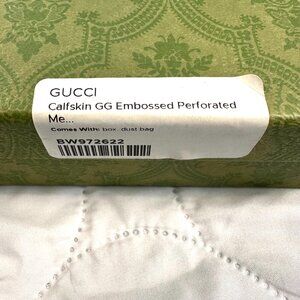 GUCCI
Calfskin GG Embossed Perforated
Me...
Comes With: box, dust bag
BW972622